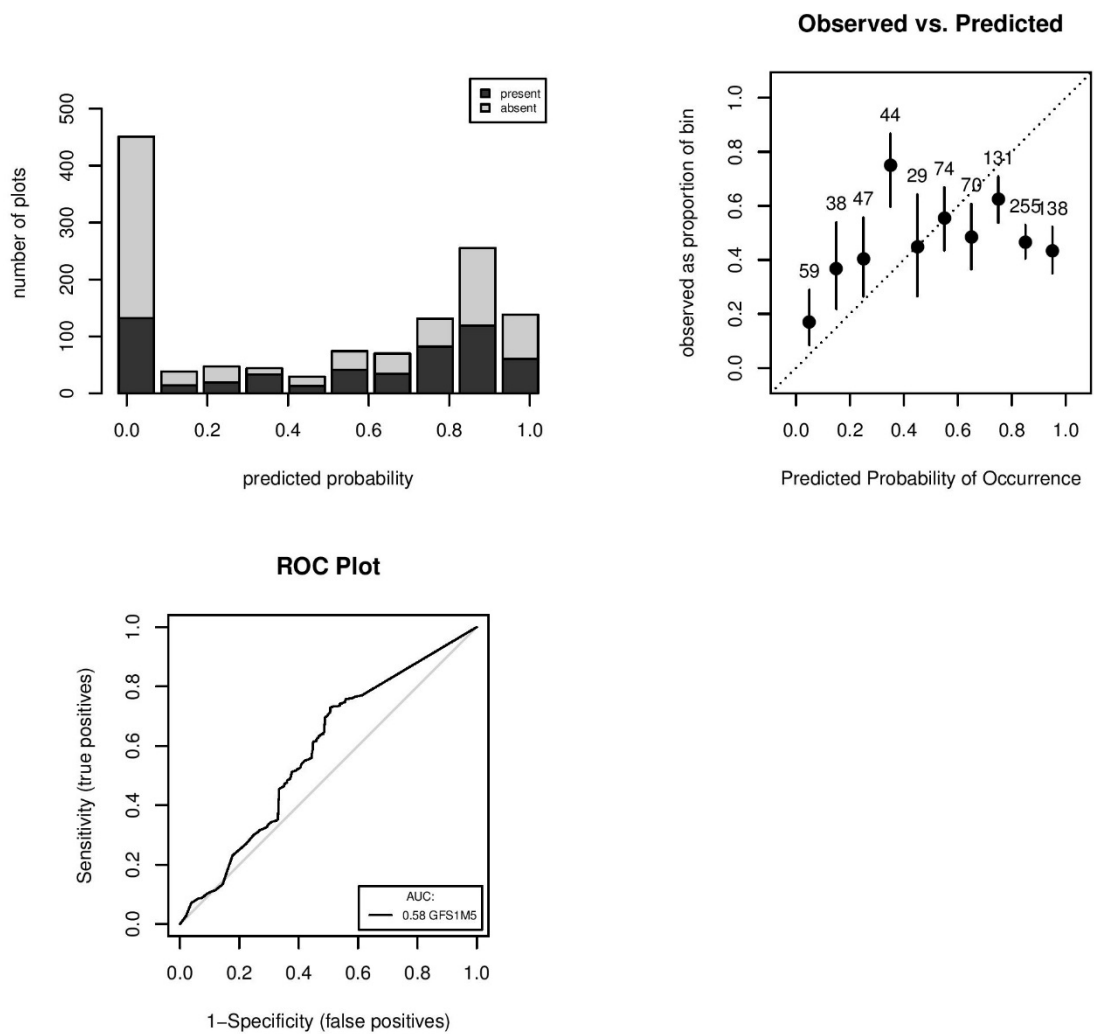 present
absent
500
400
300
200
100
0
number of plots
0.0 0.2 0.4 0.6 0.8 1.0
predicted probability
Observed vs. Predicted
1.0
0.8
0.6
0.4
0.2
0.0
observed as proportion of bin
59
38
47
44
29
74
70
131
255
138
0.0 0.2 0.4 0.6 0.8 1.0
Predicted Probability of Occurrence
ROC Plot
1.0
0.8
0.6
0.4
0.2
0.0
Sensitivity (true positives)
AUC:
0.58 GFS1M5
0.0 0.2 0.4 0.6 0.8 1.0
1−Specificity (false positives)